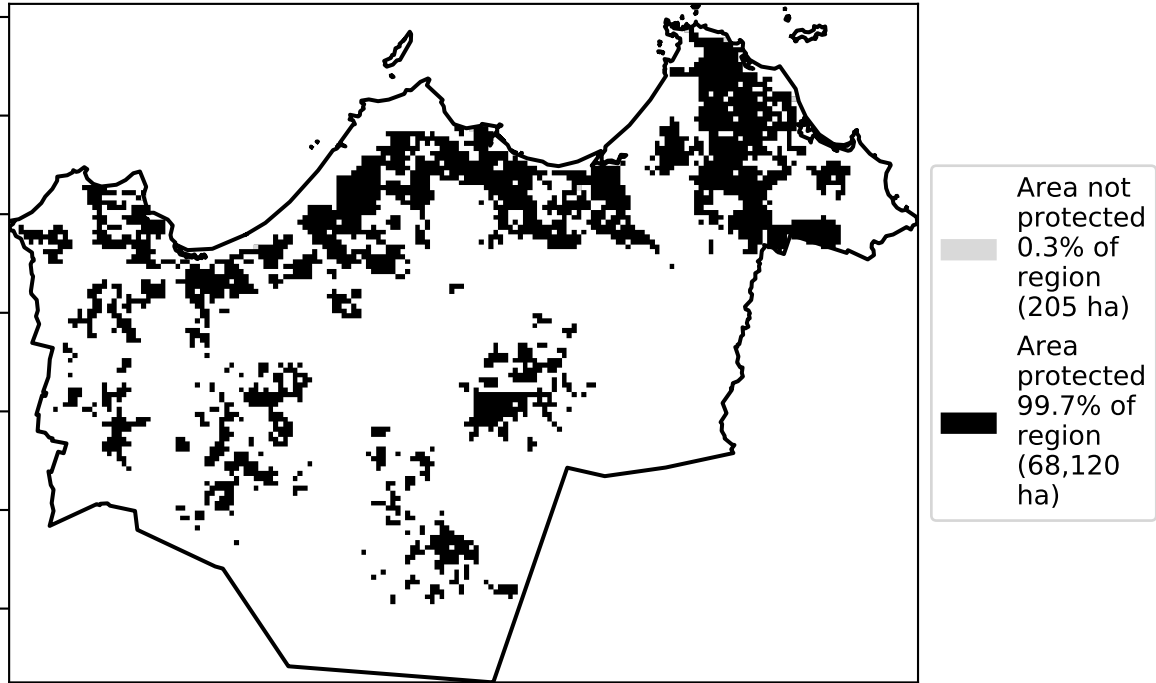 Area not
protected
0.3% of
region
(205 ha)
Area
protected
99.7% of
region
(68,120
ha)